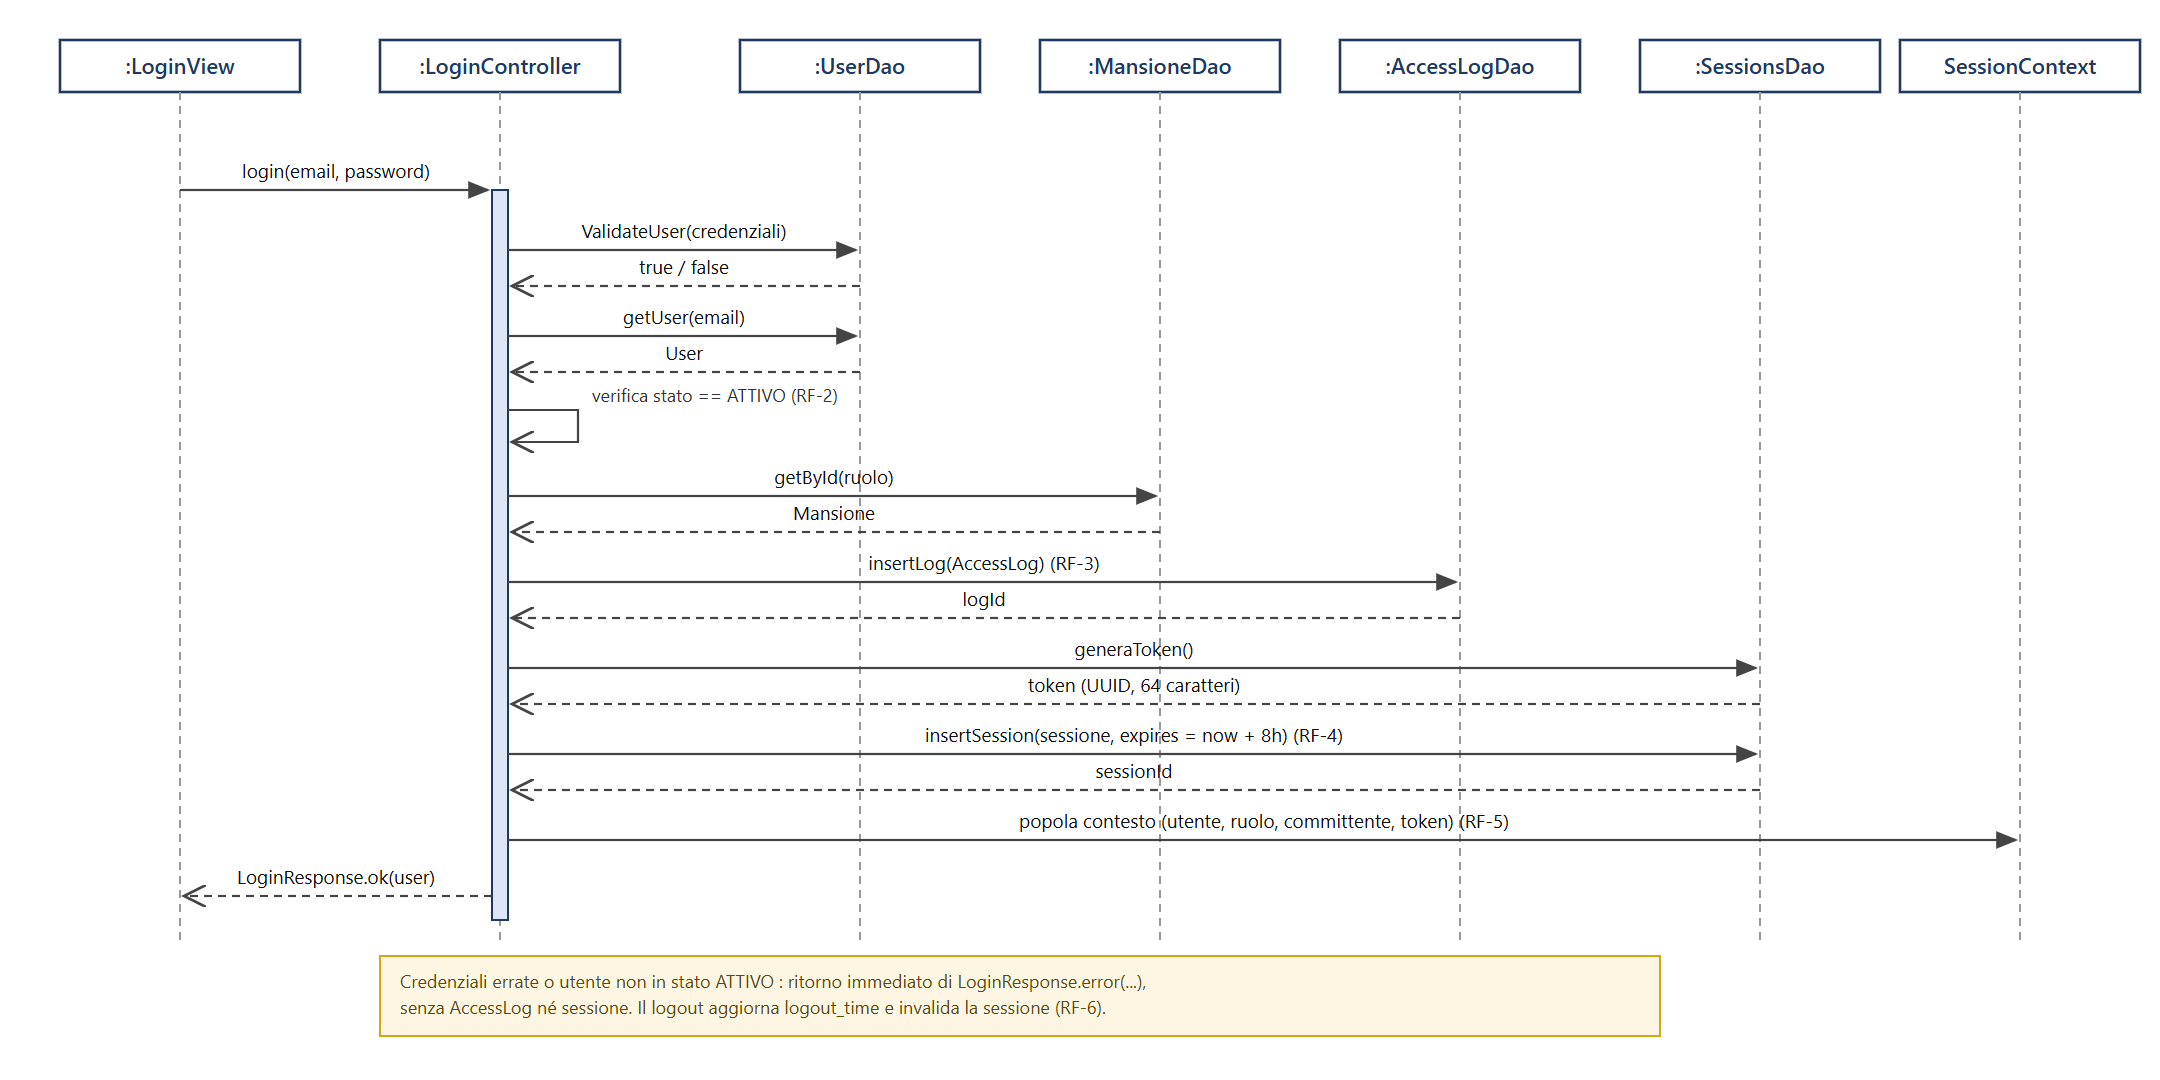 :LoginView
:LoginController
:UserDao
:MansioneDao
:AccessLogDao
:SessionsDao
SessionContext
login(email, password)
ValidateUser(credenziali)
true / false
getUser(email)
User
verifica stato == ATTIVO (RF-2)
getById(ruolo)
Mansione
insertLog(AccessLog) (RF-3)
logId
generaToken()
token (UUID, 64 caratteri)
insertSession(sessione, expires = now + 8h) (RF-4)
sessionId
popola contesto (utente, ruolo, committente, token) (RF-5)
LoginResponse.ok(user)
Credenziali errate o utente non in stato ATTIVO : ritorno immediato di LoginResponse.error(...),
senza AccessLog né sessione. Il logout aggiorna logout_time e invalida la sessione (RF-6).